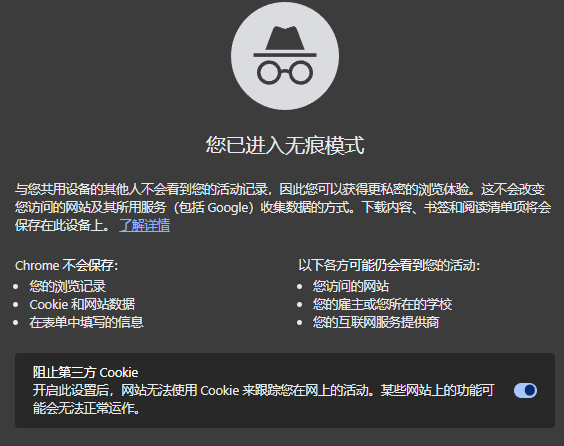 您已进入无痕模式
与您共用设备的其他人不会看到您的活动记录，因此您可以获得更私密的浏览体验。这不会改变
您访问的网站及其所用服务（包括 Google）收集数据的方式。下载内容、书签和阅读清单项将会
保存在此设备上。 了解详情
Chrome 不会保存：
• 您的浏览记录
• Cookie 和网站数据
• 在表单中填写的信息
以下各方可能仍会看到您的活动：
• 您访问的网站
• 您的雇主或您所在的学校
• 您的互联网服务提供商
阻止第三方 Cookie
开启此设置后，网站无法使用 Cookie 来跟踪您在网上的活动。某些网站上的功能可
能会无法正常运作。